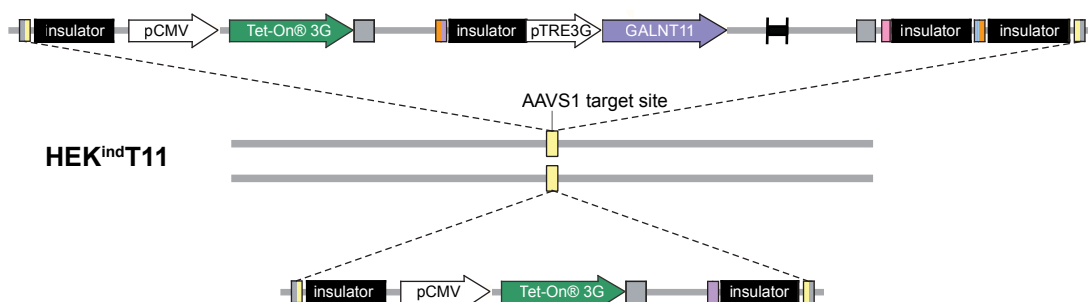 insulator pCMV Tet-On® 3G insulator pTRE3G GALNT11 insulator insulator
AAVS1 target site
HEKindT11
insulator pCMV Tet-On® 3G insulator